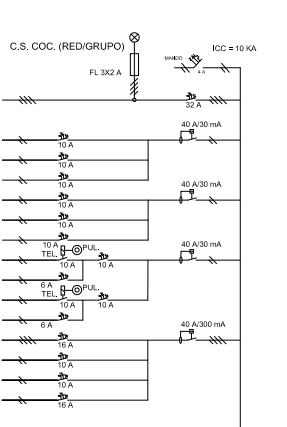 C.S. COC. (RED/GRUPO)
ICC = 10 KA
MANDO
FL 3X2 A
4 A
32 A
40 A/30 mA
10 A
10 A
10 A
40 A/30 mA
10 A
10 A
10 A
40 A/30 mA
TEL.
PUL.
10 A
10 A
6 A
TEL.
PUL.
10 A
10 A
6 A
40 A/300 mA
16 A
10 A
10 A
16 A